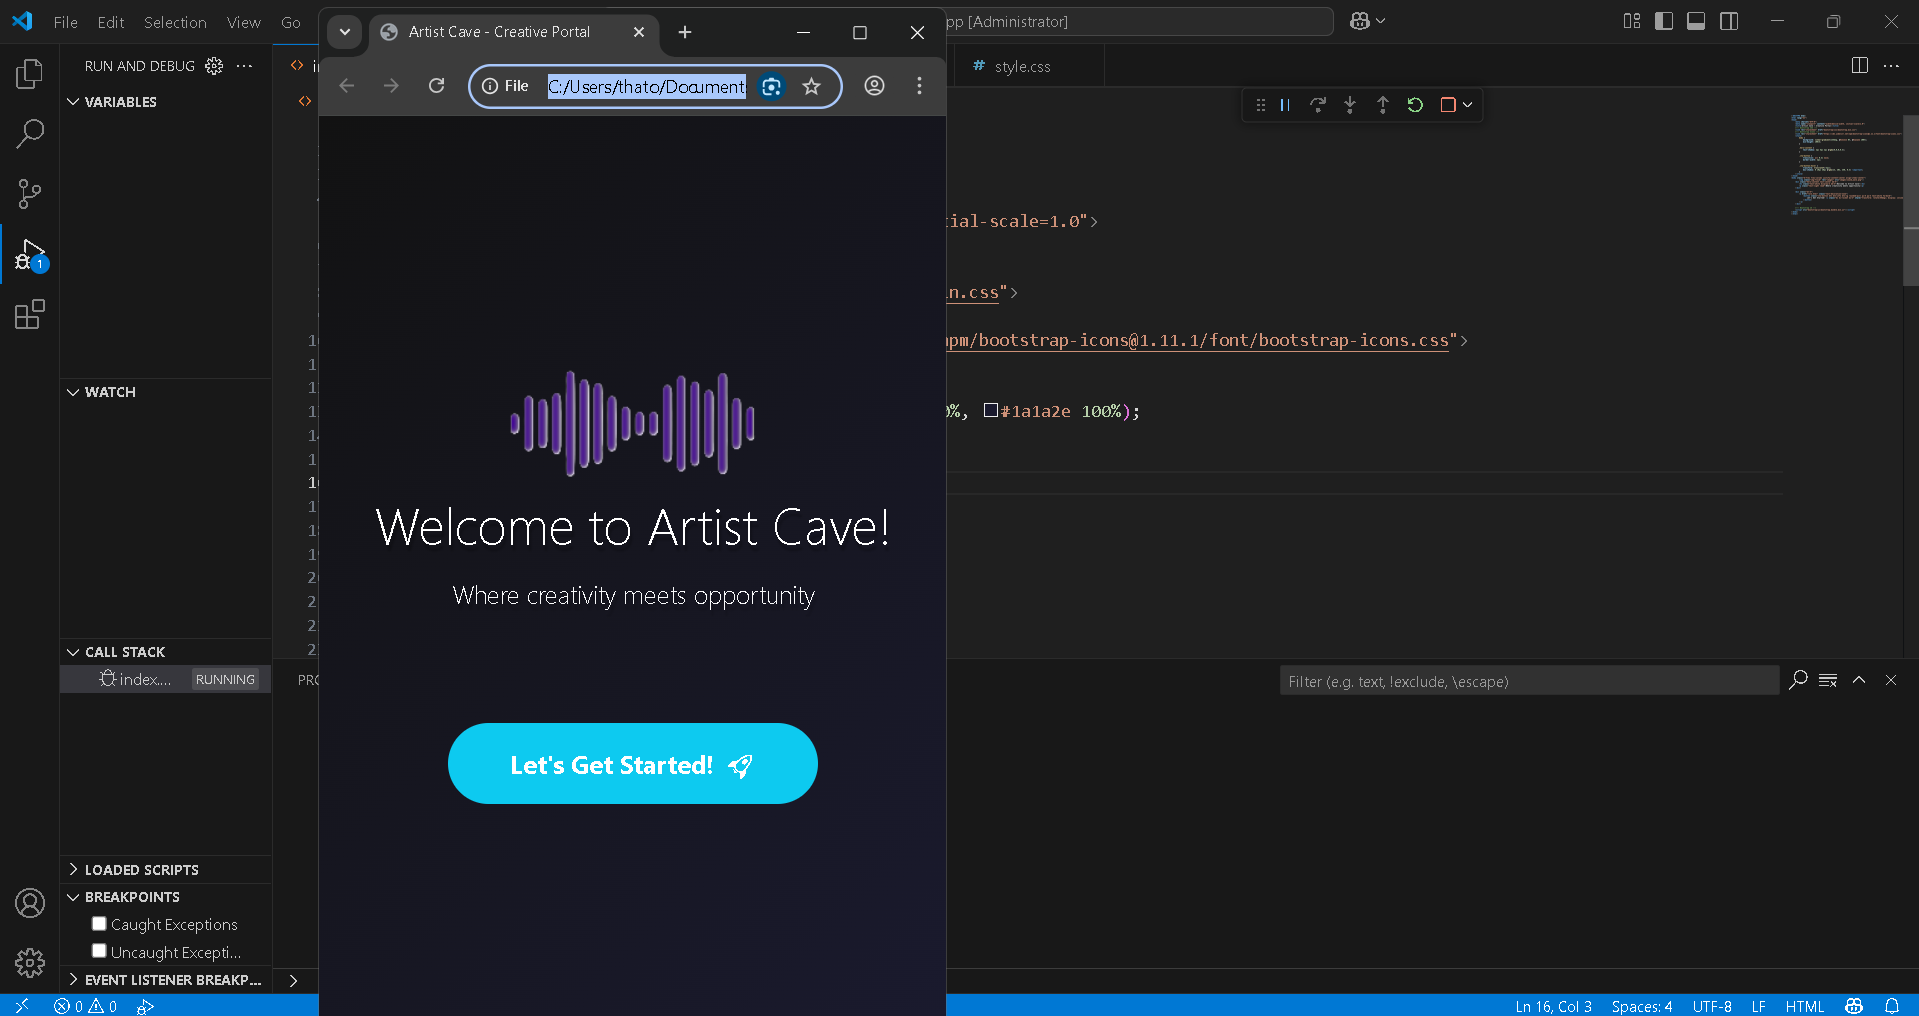 File Edit Selection View Go
pp [Administrator]
RUN AND DEBUG
VARIABLES
WATCH
CALL STACK
index....
RUNNING
LOADED SCRIPTS
BREAKPOINTS
Caught Exceptions
Uncaught Excepti...
EVENT LISTENER BREAKP...
Artist Cave - Creative Portal
File C:/Users/thato/Document
Welcome to Artist Cave!
Where creativity meets opportunity
Let's Get Started!
style.css
tial-scale=1.0">
n.css">
npm/bootstrap-icons@1.11.1/font/bootstrap-icons.css">
0%, #1a1a2e 100%);
Filter (e.g. text, !exclude, \escape)
0 0
Ln 16, Col 3 Spaces: 4 UTF-8 LF HTML